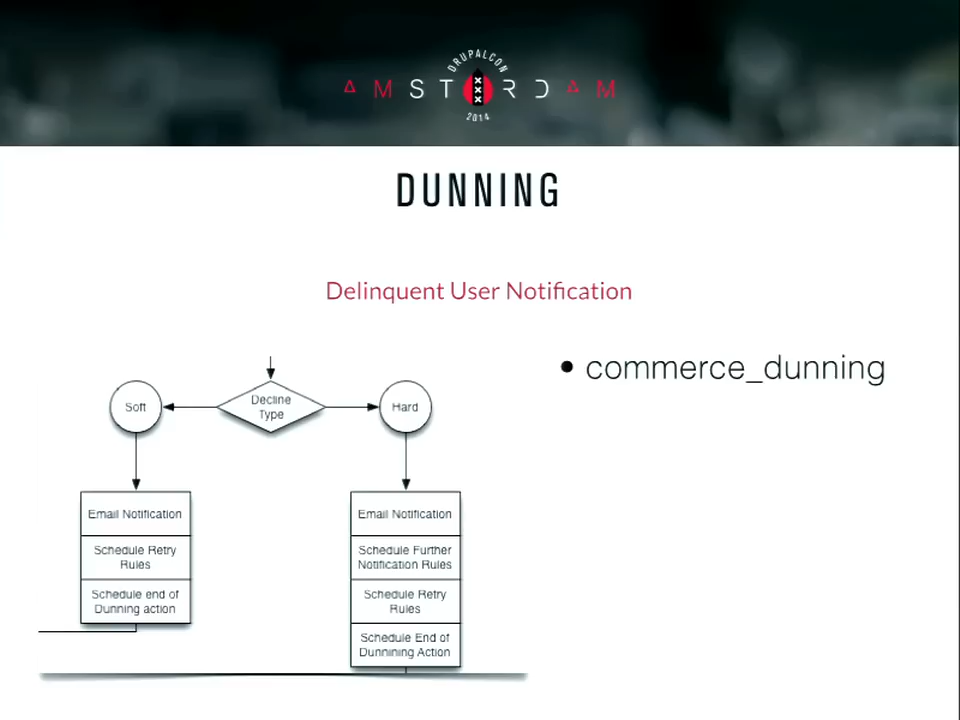 DRUPALCON
AMSTERDAM
2014
DUNNING
Delinquent User Notification
• commerce_dunning
Soft
Decline
Type
Hard
Email Notification
Schedule Retry
Rules
Schedule end of
Dunning action
Email Notification
Schedule Further
Notification Rules
Schedule Retry
Rules
Schedule End of
Dunnining Action